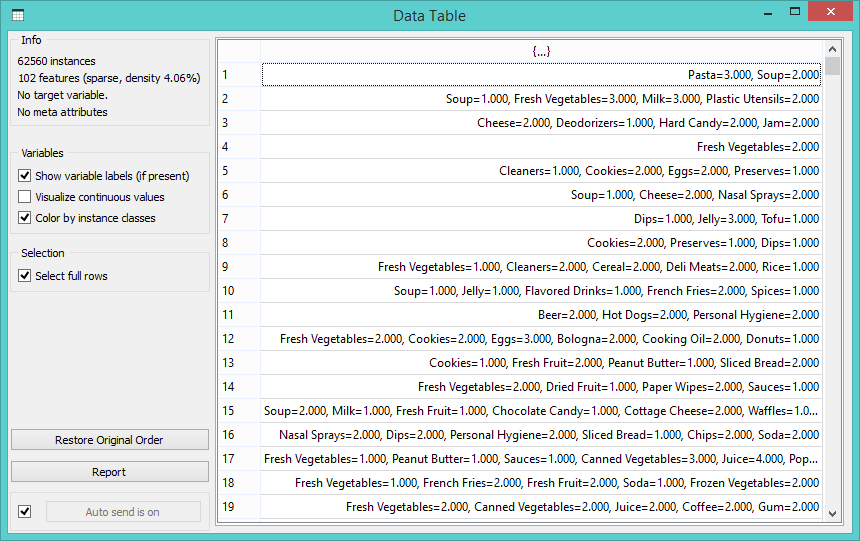 Data Table
Info
62560 instances
102 features (sparse, density 4.06%)
No target variable.
No meta attributes
Variables
Show variable labels (if present)
Visualize continuous values
Color by instance classes
Selection
Select full rows
Restore Original Order
Report
Auto send is on
{...}
1 Pasta=3.000, Soup=2.000
2 Soup=1.000, Fresh Vegetables=3.000, Milk=3.000, Plastic Utensils=2.000
3 Cheese=2.000, Deodorizers=1.000, Hard Candy=2.000, Jam=2.000
4 Fresh Vegetables=2.000
5 Cleaners=1.000, Cookies=2.000, Eggs=2.000, Preserves=1.000
6 Soup=1.000, Cheese=2.000, Nasal Sprays=2.000
7 Dips=1.000, Jelly=3.000, Tofu=1.000
8 Cookies=2.000, Preserves=1.000, Dips=1.000
9 Fresh Vegetables=1.000, Cleaners=2.000, Cereal=2.000, Deli Meats=2.000, Rice=1.000
10 Soup=1.000, Jelly=1.000, Flavored Drinks=1.000, French Fries=2.000, Spices=1.000
11 Beer=2.000, Hot Dogs=2.000, Personal Hygiene=2.000
12 Fresh Vegetables=2.000, Cookies=2.000, Eggs=3.000, Bologna=2.000, Cooking Oil=2.000, Donuts=1.000
13 Cookies=1.000, Fresh Fruit=2.000, Peanut Butter=1.000, Sliced Bread=2.000
14 Fresh Vegetables=2.000, Dried Fruit=1.000, Paper Wipes=2.000, Sauces=1.000
15 Soup=2.000, Milk=1.000, Fresh Fruit=1.000, Chocolate Candy=1.000, Cottage Cheese=2.000, Waffles=1.0...
16 Nasal Sprays=2.000, Dips=2.000, Personal Hygiene=2.000, Sliced Bread=1.000, Chips=2.000, Soda=2.000
17 Fresh Vegetables=1.000, Peanut Butter=1.000, Sauces=1.000, Canned Vegetables=3.000, Juice=4.000, Pop...
18 Fresh Vegetables=1.000, French Fries=2.000, Fresh Fruit=2.000, Soda=1.000, Frozen Vegetables=2.000
19 Fresh Vegetables=2.000, Canned Vegetables=2.000, Juice=2.000, Coffee=2.000, Gum=2.000